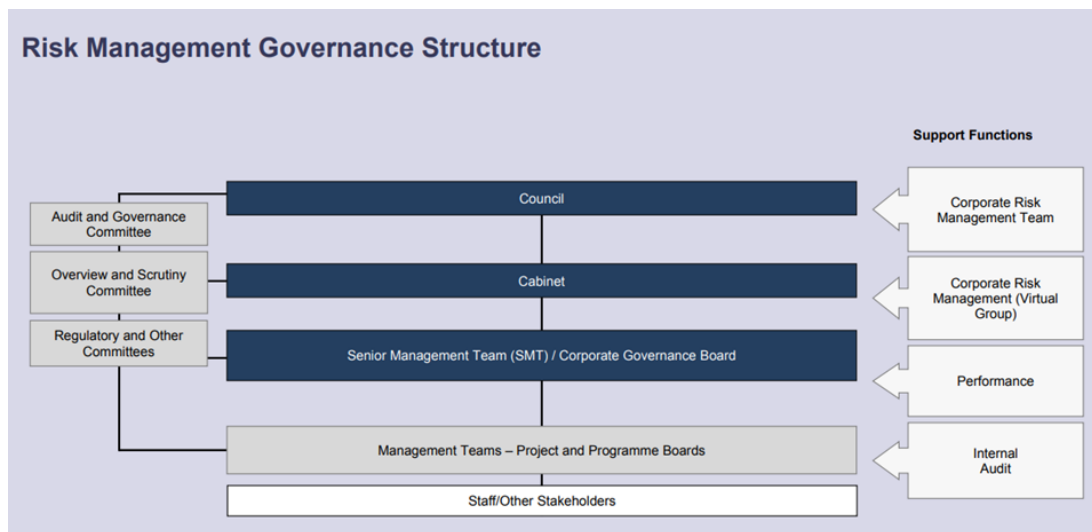 Risk Management Governance Structure
Support Functions
Council
Corporate Risk
Management Team
Audit and Governance
Committee
Overview and Scrutiny
Committee
Cabinet
Corporate Risk
Management (Virtual
Group)
Regulatory and Other
Committees
Senior Management Team (SMT) / Corporate Governance Board
Performance
Management Teams – Project and Programme Boards
Internal
Audit
Staff/Other Stakeholders